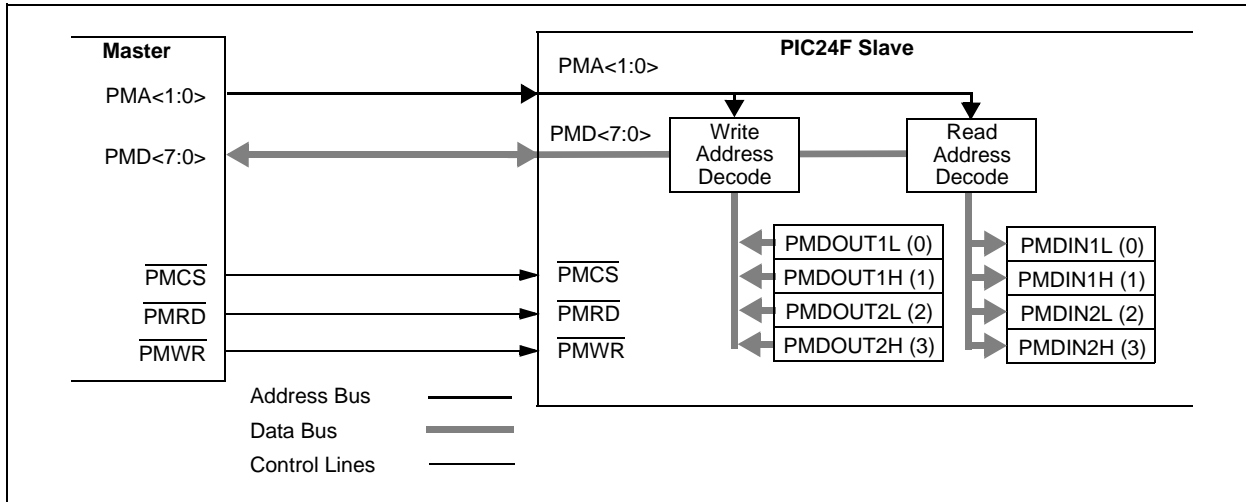 Master
PIC24F Slave
PMA<1:0>
PMA<1:0>
PMD<7:0>
PMD<7:0>
Write
Address
Decode
Read
Address
Decode
PMDOUT1L (0)
PMDOUT1H (1)
PMDOUT2L (2)
PMDOUT2H (3)
PMDIN1L (0)
PMDIN1H (1)
PMDIN2L (2)
PMDIN2H (3)
PMCS
PMCS
PMRD
PMRD
PMWR
PMWR
Address Bus
Data Bus
Control Lines